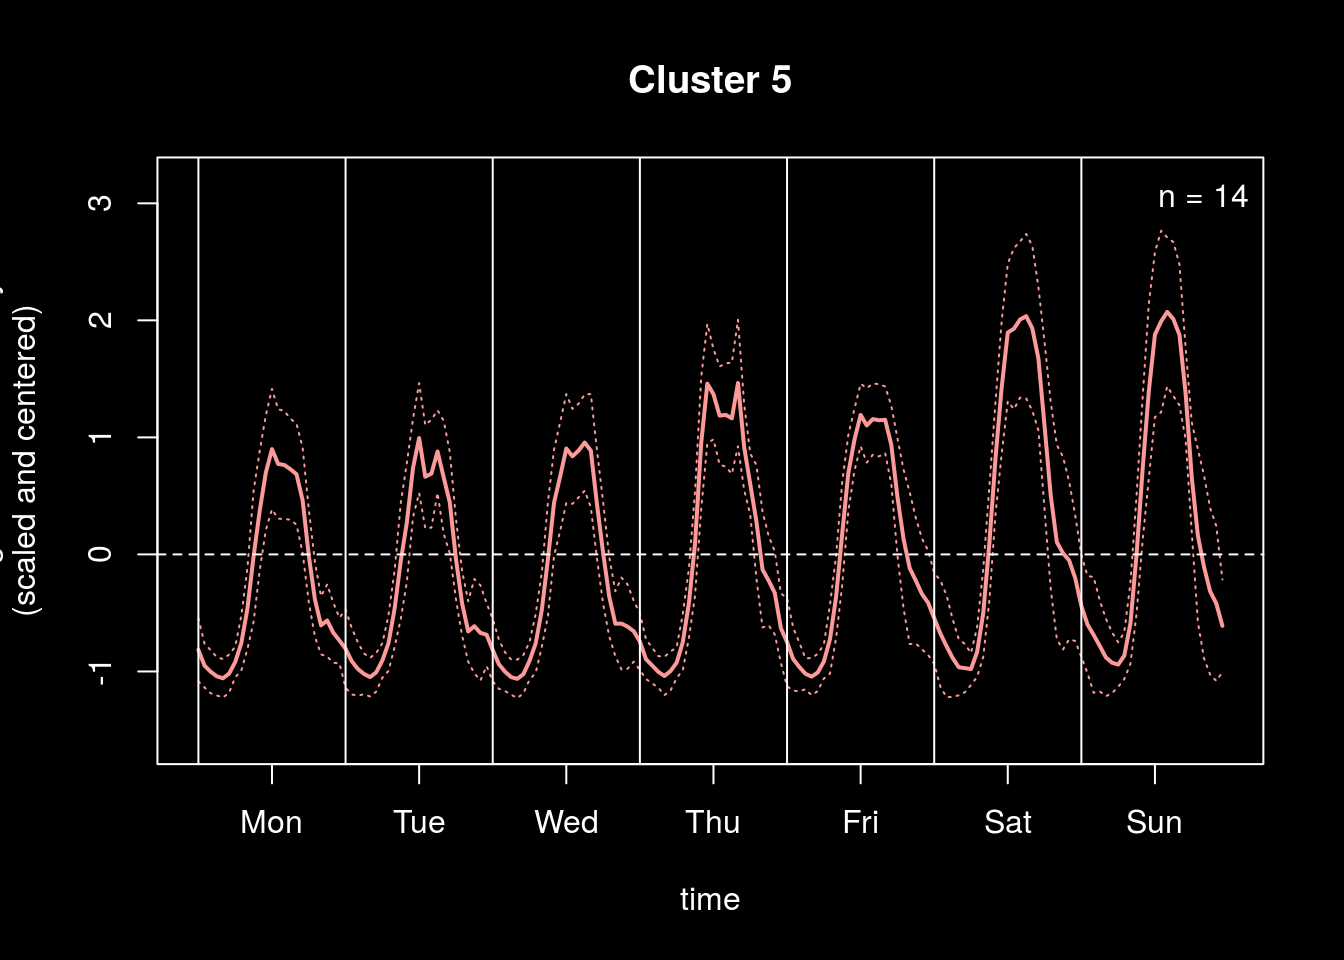 Cluster 5
n = 14
3
2
1
0
-1
(scaled and centered)
Mon Tue Wed Thu Fri Sat Sun
time